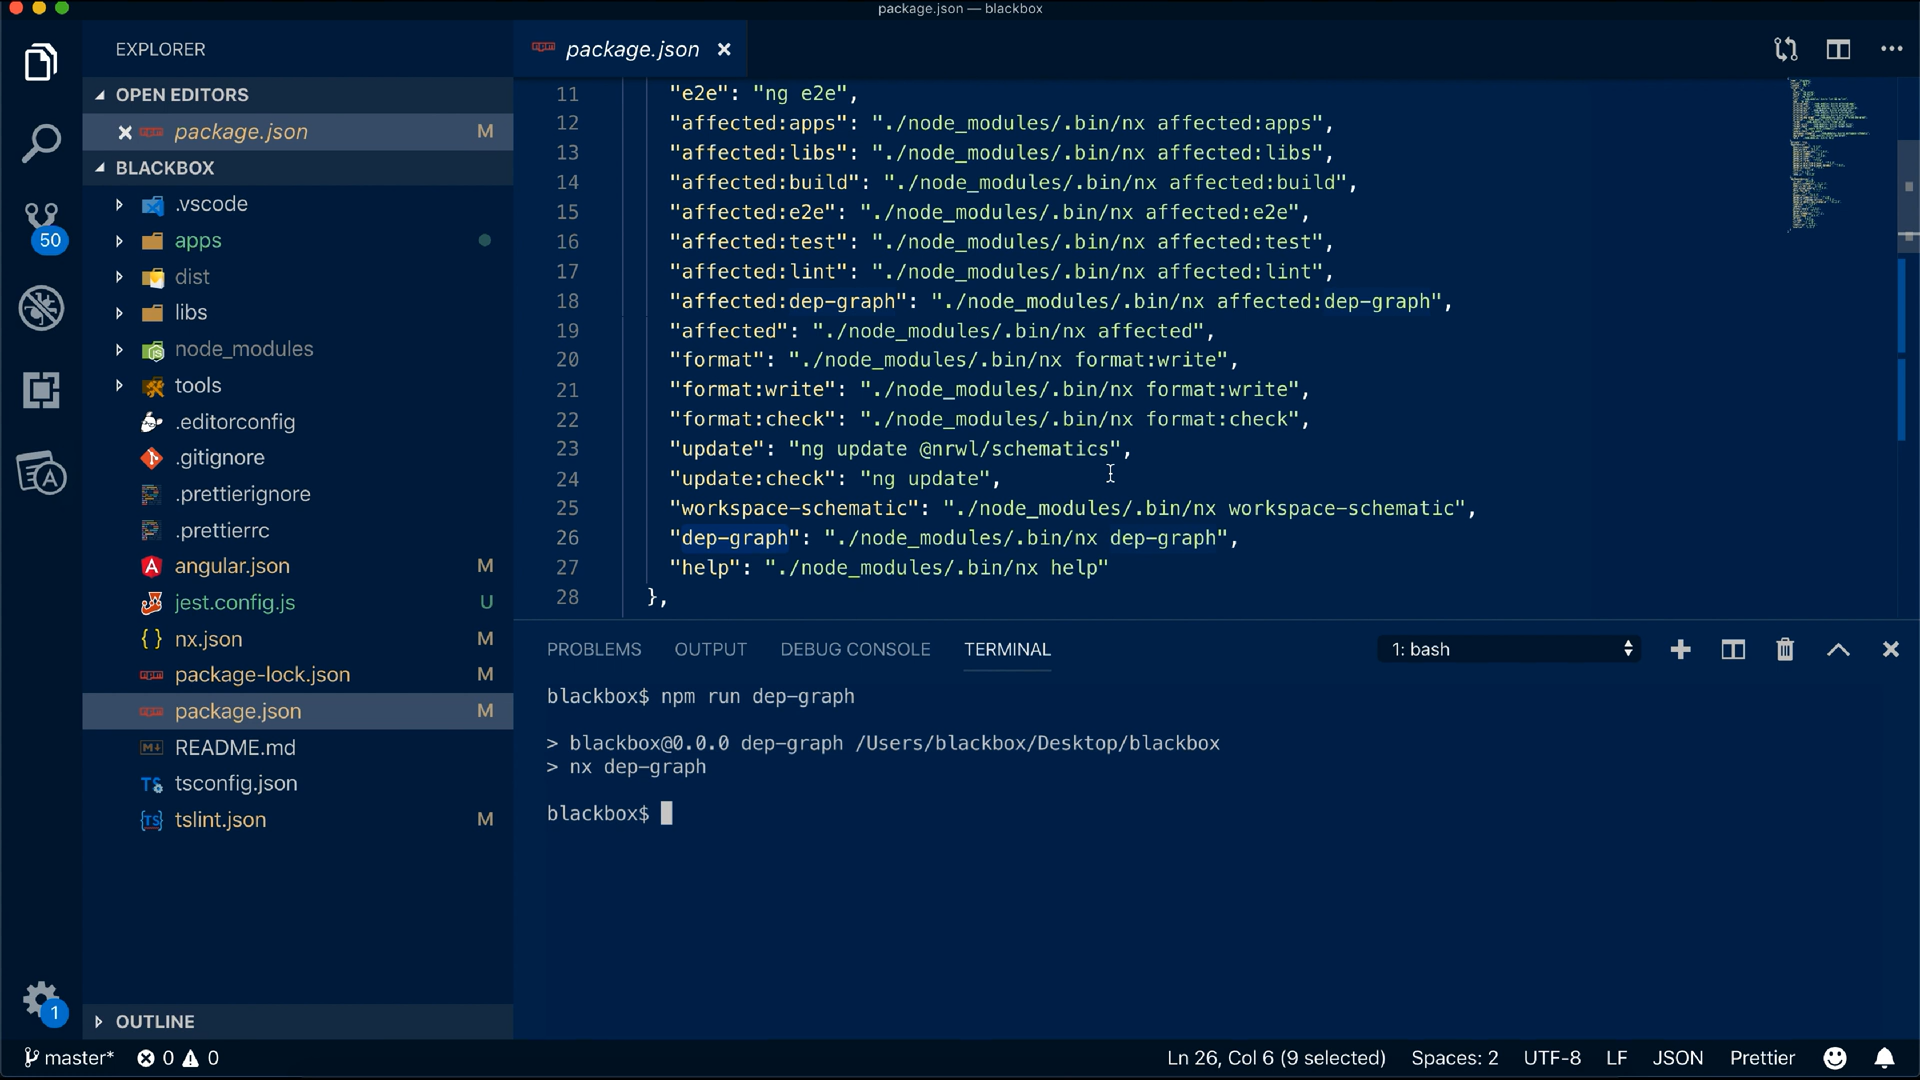 package.json — blackbox
EXPLORER
OPEN EDITORS
package.json M
BLACKBOX
.vscode
apps
dist
libs
node_modules
tools
.editorconfig
.gitignore
.prettierignore
.prettierrc
angular.json M
jest.config.js U
nx.json M
package-lock.json M
package.json M
README.md
tsconfig.json
tslint.json M
OUTLINE
50
1
package.json
11 "e2e": "ng e2e",
12 "affected:apps": "./node_modules/.bin/nx affected:apps",
13 "affected:libs": "./node_modules/.bin/nx affected:libs",
14 "affected:build": "./node_modules/.bin/nx affected:build",
15 "affected:e2e": "./node_modules/.bin/nx affected:e2e",
16 "affected:test": "./node_modules/.bin/nx affected:test",
17 "affected:lint": "./node_modules/.bin/nx affected:lint",
18 "affected:dep-graph": "./node_modules/.bin/nx affected:dep-graph",
19 "affected": "./node_modules/.bin/nx affected",
20 "format": "./node_modules/.bin/nx format:write",
21 "format:write": "./node_modules/.bin/nx format:write",
22 "format:check": "./node_modules/.bin/nx format:check",
23 "update": "ng update @nrwl/schematics",
24 "update:check": "ng update",
25 "workspace-schematic": "./node_modules/.bin/nx workspace-schematic",
26 "dep-graph": "./node_modules/.bin/nx dep-graph",
27 "help": "./node_modules/.bin/nx help"
28 },
PROBLEMS OUTPUT DEBUG CONSOLE TERMINAL 1: bash
blackbox$ npm run dep-graph
> blackbox@0.0.0 dep-graph /Users/blackbox/Desktop/blackbox
> nx dep-graph
blackbox$
master* 0 0 Ln 26, Col 6 (9 selected) Spaces: 2 UTF-8 LF JSON Prettier